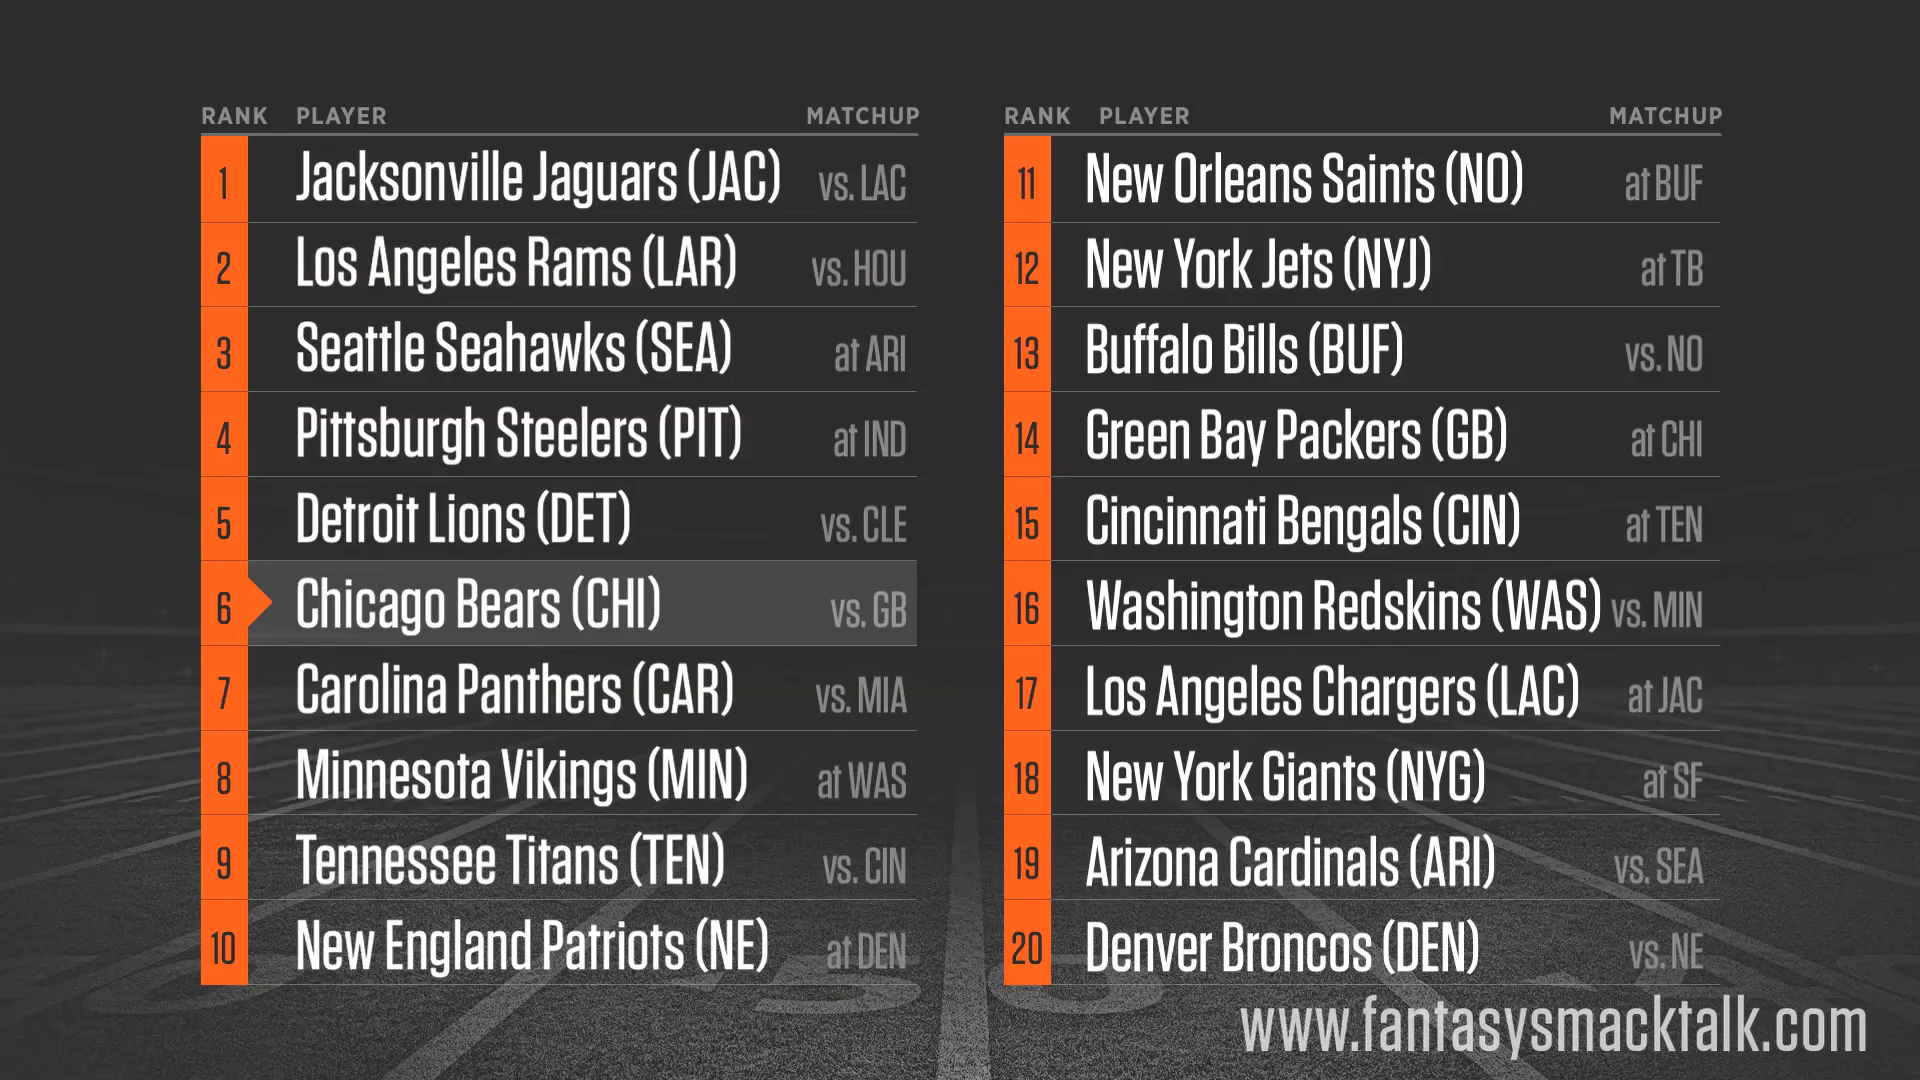 RANK PLAYER MATCHUP
1 Jacksonville Jaguars (JAC) vs. LAC
2 Los Angeles Rams (LAR) vs. HOU
3 Seattle Seahawks (SEA) at ARI
4 Pittsburgh Steelers (PIT) at IND
5 Detroit Lions (DET) vs. CLE
6 Chicago Bears (CHI) vs. GB
7 Carolina Panthers (CAR) vs. MIA
8 Minnesota Vikings (MIN) at WAS
9 Tennessee Titans (TEN) vs. CIN
10 New England Patriots (NE) at DEN
RANK PLAYER MATCHUP
11 New Orleans Saints (NO) at BUF
12 New York Jets (NYJ) at TB
13 Buffalo Bills (BUF) vs. NO
14 Green Bay Packers (GB) at CHI
15 Cincinnati Bengals (CIN) at TEN
16 Washington Redskins (WAS) vs. MIN
17 Los Angeles Chargers (LAC) at JAC
18 New York Giants (NYG) at SF
19 Arizona Cardinals (ARI) vs. SEA
20 Denver Broncos (DEN) vs. NE
50
www.fantasysmacktalk.com